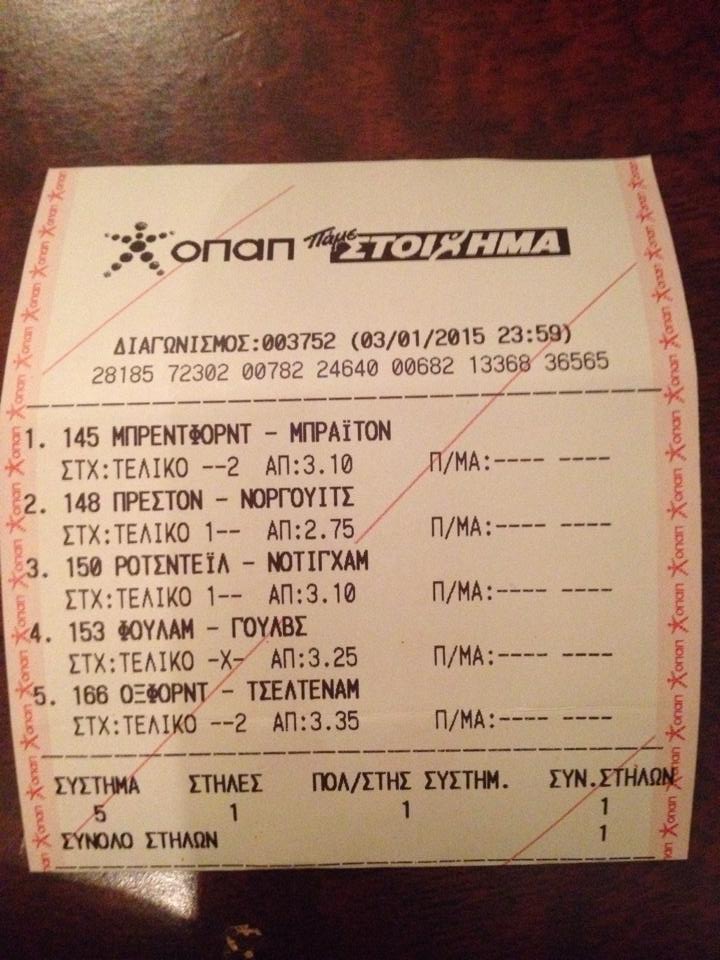 οπαπ Πάμε ΣΤΟΙΧΗΜΑ
ΔΙΑΓΩΝΙΣΜΟΣ:003752 (03/01/2015 23:59)
28185 72302 00782 24640 00682 13368 36565
1. 145 ΜΠΡΕΝΤΦΟΡΝΤ - ΜΠΡΑΪΤΟΝ
ΣΤΧ:ΤΕΛΙΚΟ --2 ΑΠ:3.10 Π/ΜΑ:---- ----
2. 148 ΠΡΕΣΤΟΝ - ΝΟΡΓΟΥΙΤΣ
ΣΤΧ:ΤΕΛΙΚΟ 1-- ΑΠ:2.75 Π/ΜΑ:---- ----
3. 150 ΡΟΤΣΝΤΕΪΛ - ΝΟΤΙΓΧΑΜ
ΣΤΧ:ΤΕΛΙΚΟ 1-- ΑΠ:3.10 Π/ΜΑ:---- ----
4. 153 ΦΟΥΛΑΜ - ΓΟΥΛΒΣ
ΣΤΧ:ΤΕΛΙΚΟ -Χ- ΑΠ:3.25 Π/ΜΑ:---- ----
5. 166 ΟΞΦΟΡΝΤ - ΤΣΕΛΤΕΝΑΜ
ΣΤΧ:ΤΕΛΙΚΟ --2 ΑΠ:3.35 Π/ΜΑ:---- ----
ΣΥΣΤΗΜΑ ΣΤΗΛΕΣ ΠΟΛ/ΣΤΗΣ ΣΥΣΤΗΜ. ΣΥΝ.ΣΤΗΛΩΝ
5 1 1 1
ΣΥΝΟΛΟ ΣΤΗΛΩΝ 1